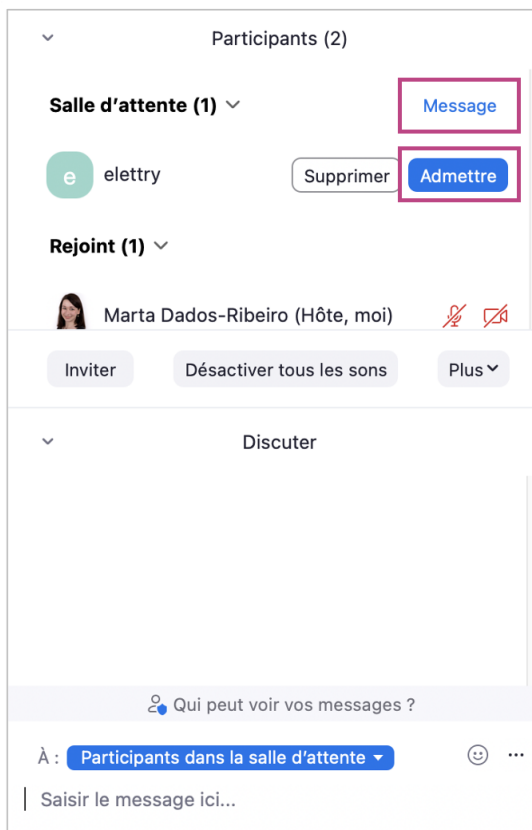 Participants (2)
Salle d’attente (1)
Message
e
elettry
Supprimer
Admettre
Rejoint (1)
Marta Dados-Ribeiro (Hôte, moi)
Inviter
Désactiver tous les sons
Plus
Discuter
Qui peut voir vos messages ?
À : Participants dans la salle d’attente
Saisir le message ici...